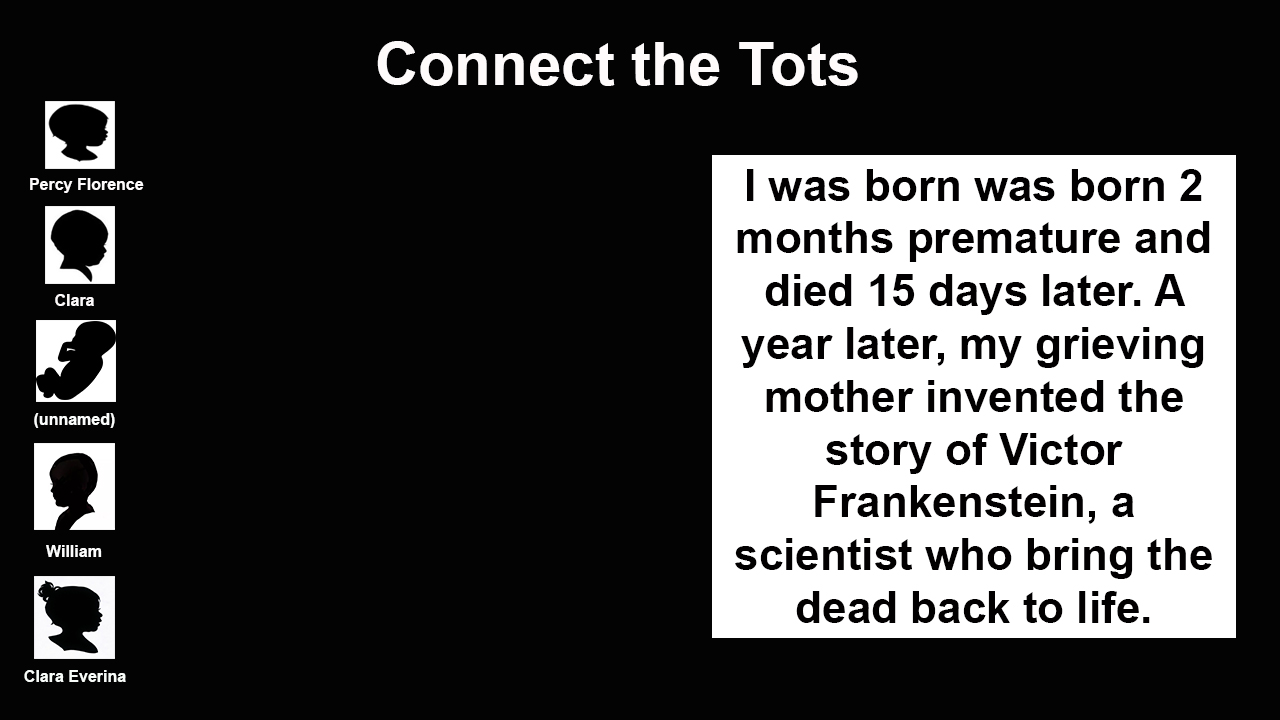 Connect the Tots
Percy Florence
Clara
(unnamed)
William
Clara Everina
I was born was born 2
months premature and
died 15 days later. A
year later, my grieving
mother invented the
story of Victor
Frankenstein, a
scientist who bring the
dead back to life.